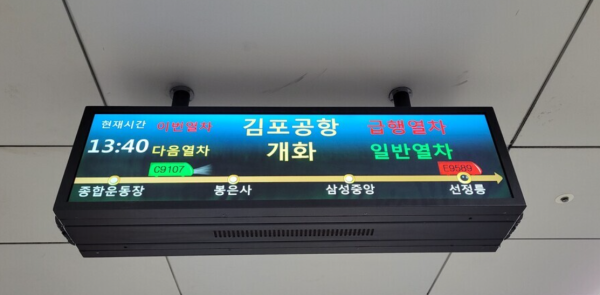 현재시간 이번열차 김포공항 급행열차
13:40 다음열차 개화 일반열차
C9107 E9589
종합운동장 봉은사 삼성중앙 선정릉